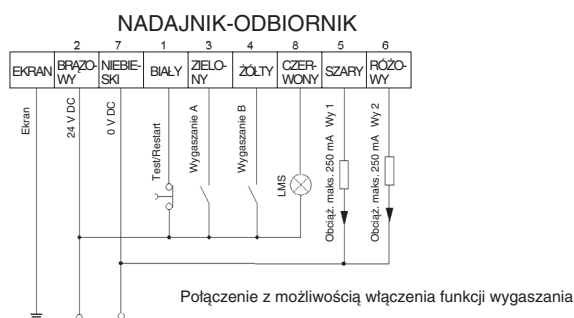 NADAJNIK-ODBIORNIK
2 7 1 3 4 8 5 6
EKRAN BRĄZO-WY NIEBIE-SKI BIAŁY ZIELO-NY ŻÓŁTY CZER-WONY SZARY RÓŻO-WY
Ekran
24 V DC
0 V DC
Test/Restart
Wygaszanie A
Wygaszanie B
LMS
Obciąż. maks. 250 mA Wy 1
Obciąż. maks. 250 mA Wy 2
Połączenie z możliwością włączenia funkcji wygaszania